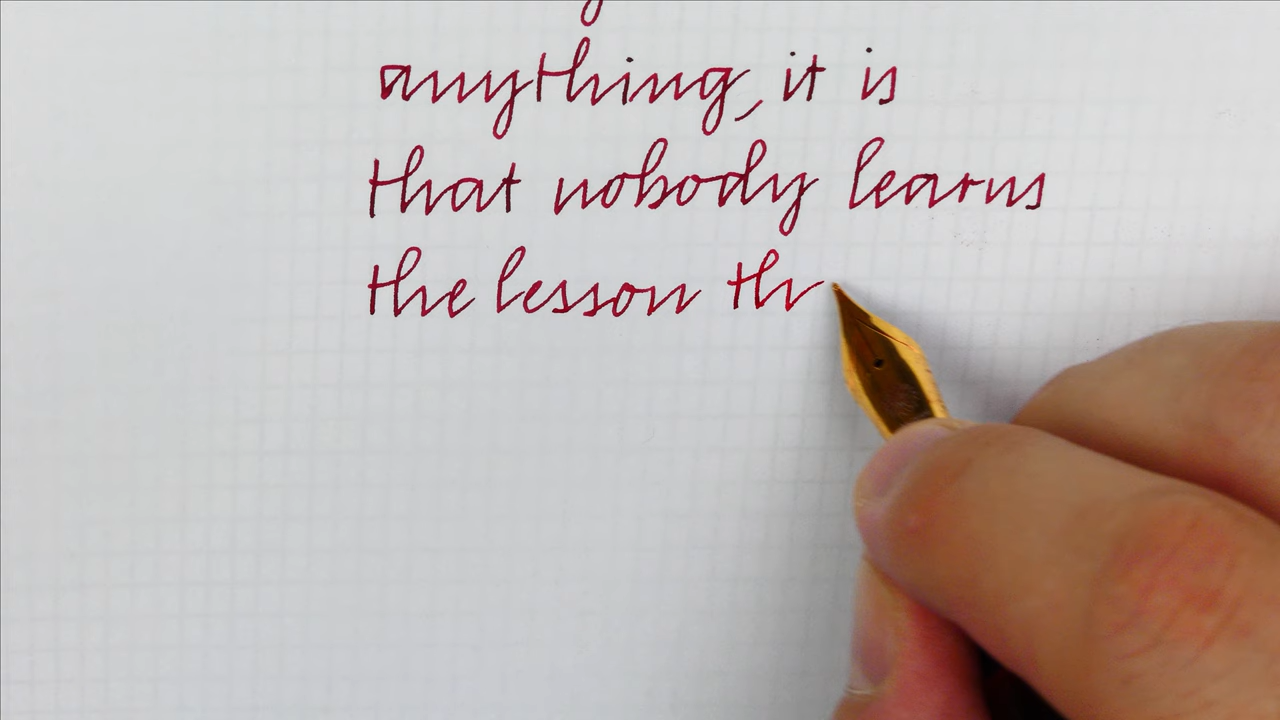 anything, it is
that nobody learns
the lesson th